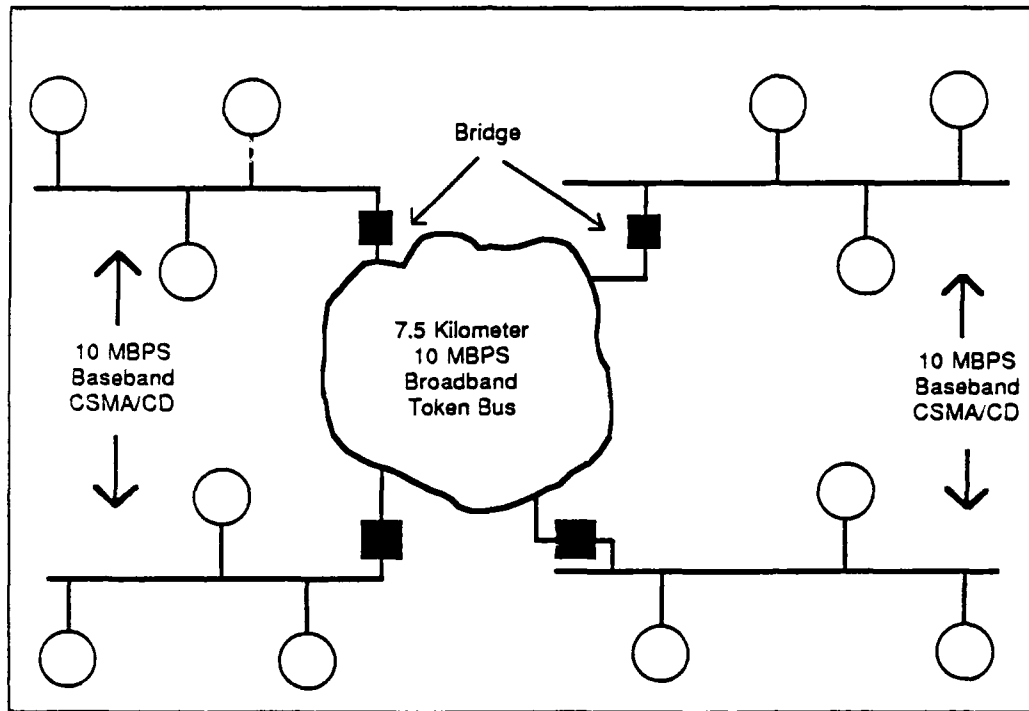 Bridge
7.5 Kilometer
10 MBPS
Broadband
Token Bus
10 MBPS
Baseband
CSMA/CD
10 MBPS
Baseband
CSMA/CD